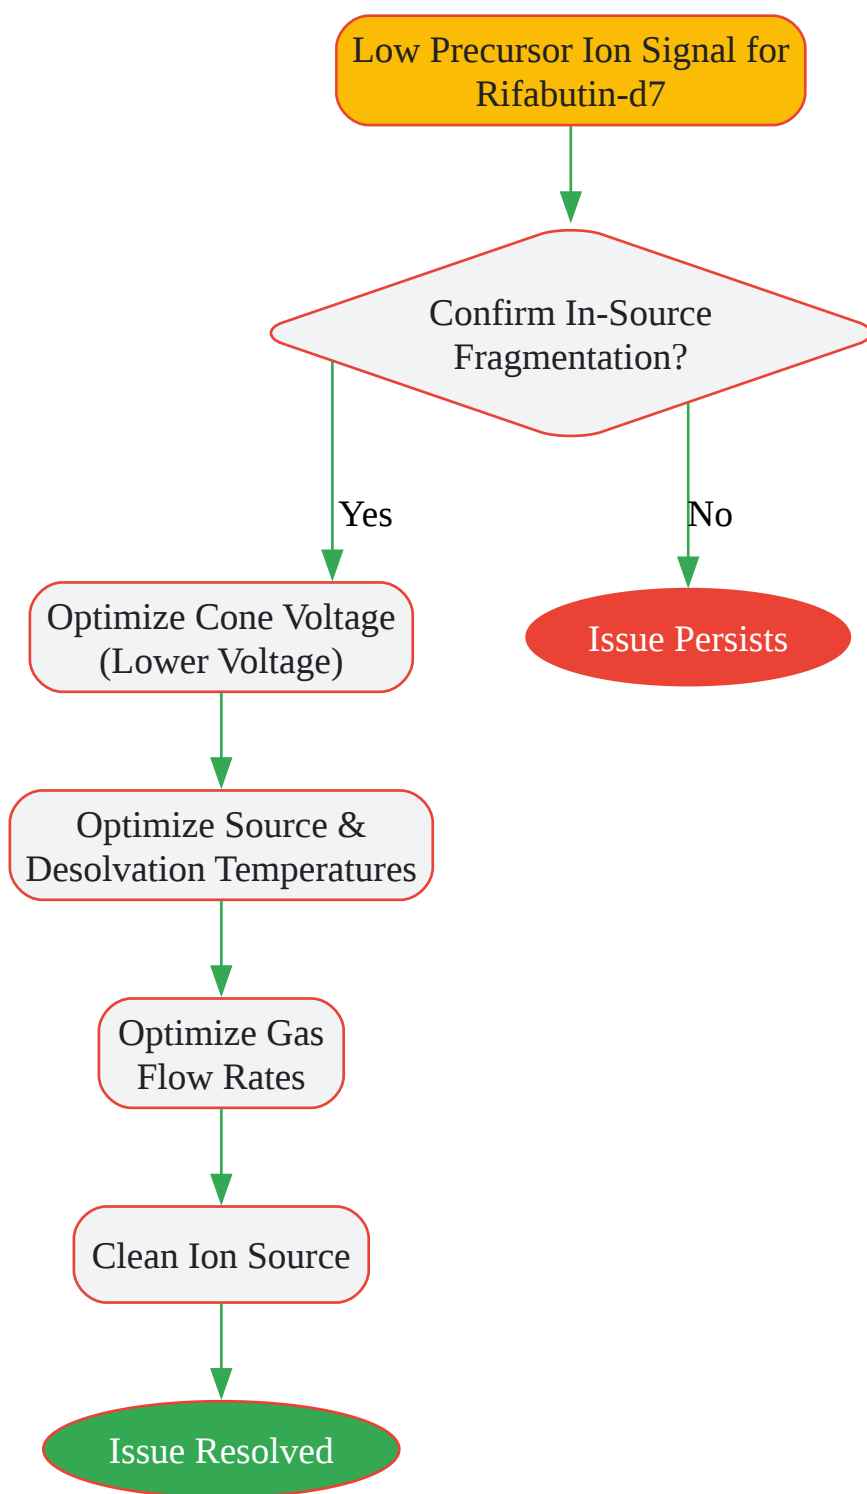 Low Precursor Ion Signal for
Rifabutin-d7
Confirm In-Source
Fragmentation?
Yes
No
Optimize Cone Voltage
(Lower Voltage)
Issue Persists
Optimize Source &
Desolvation Temperatures
Optimize Gas
Flow Rates
Clean Ion Source
Issue Resolved